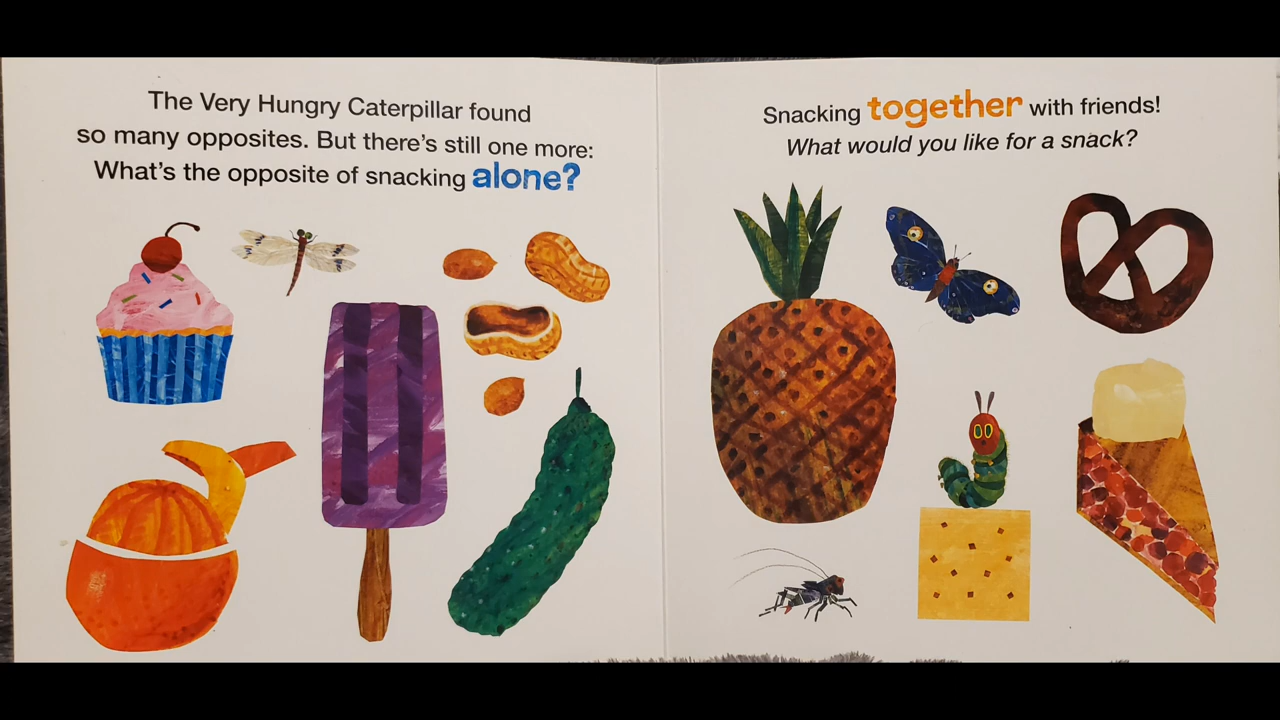 The Very Hungry Caterpillar found
so many opposites. But there's still one more:
What's the opposite of snacking alone?
Snacking together with friends!
What would you like for a snack?